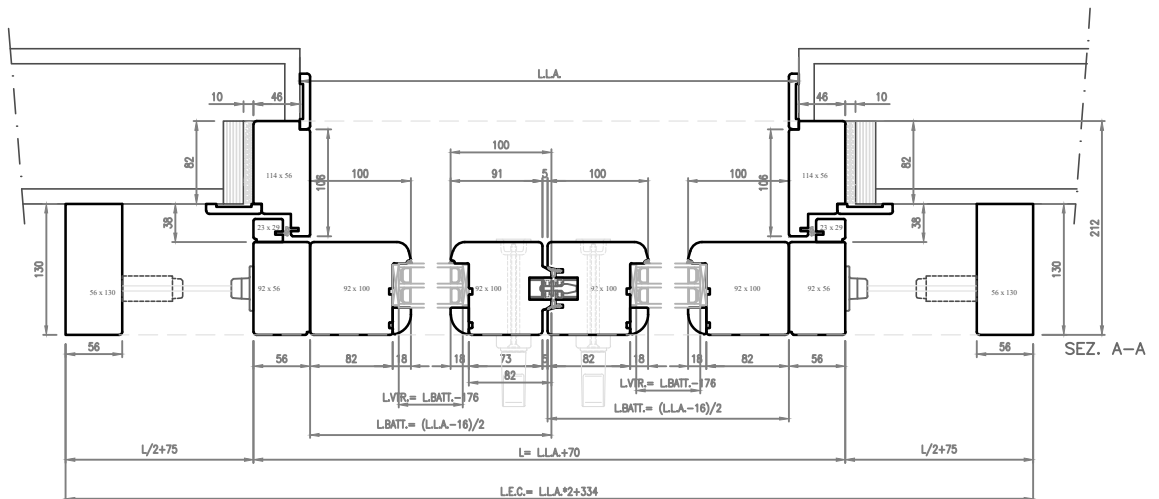 L.L.A.
10
46
46
10
100
82
114 x 56
106
100
91
5
100
100
106
114 x 56
82
38
23 x 29
23 x 29
38
212
130
56 x 130
92 x 56
92 x 100
92 x 100
92 x 100
92 x 100
92 x 56
56 x 130
130
56
56
SEZ. A-A
56
82
18
18
73
5
82
18
18
82
56
82
L.VTR.= L.BATT.-176
L.VTR.= L.BATT.-176
L.BATT.= (L.L.A.-16)/2
L.BATT.= (L.L.A.-16)/2
L/2+75
L= L.L.A.+70
L/2+75
L.E.C.= L.L.A.*2+334